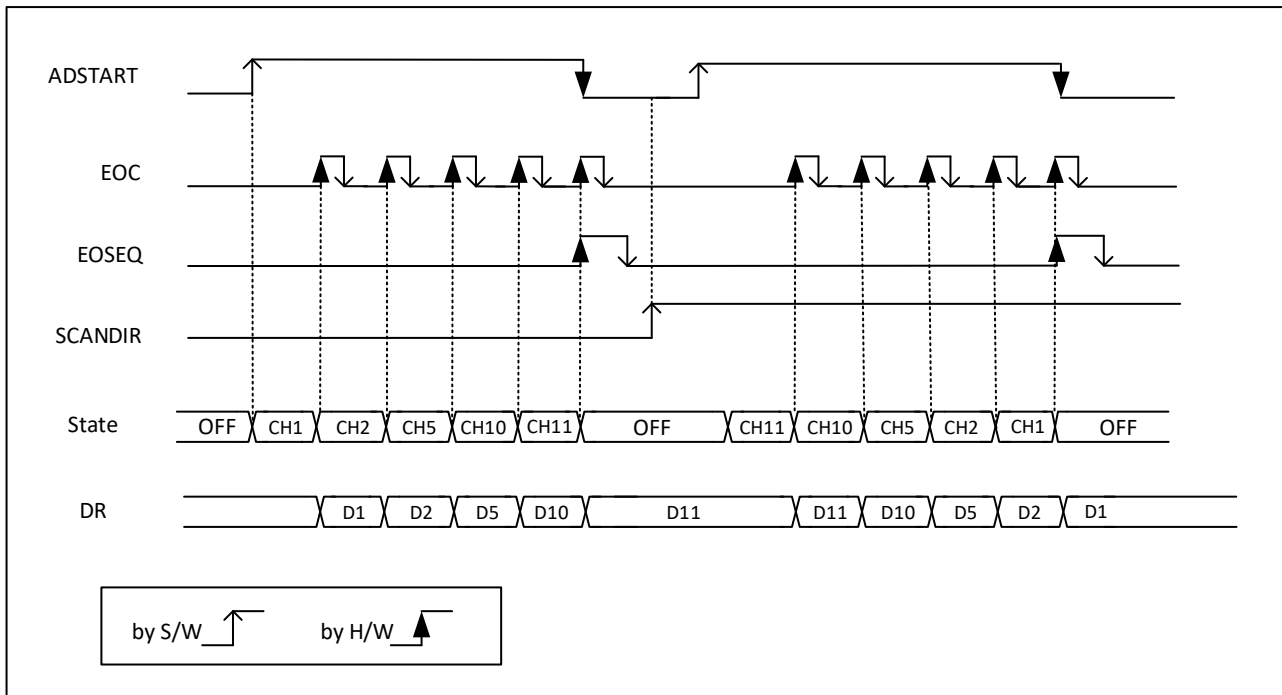 ADSTART
EOC
EOSEQ
SCANDIR
State OFF CH1 CH2 CH5 CH10 CH11 OFF CH11 CH10 CH5 CH2 CH1 OFF
DR D1 D2 D5 D10 D11 D11 D10 D5 D2 D1
by S/W by H/W